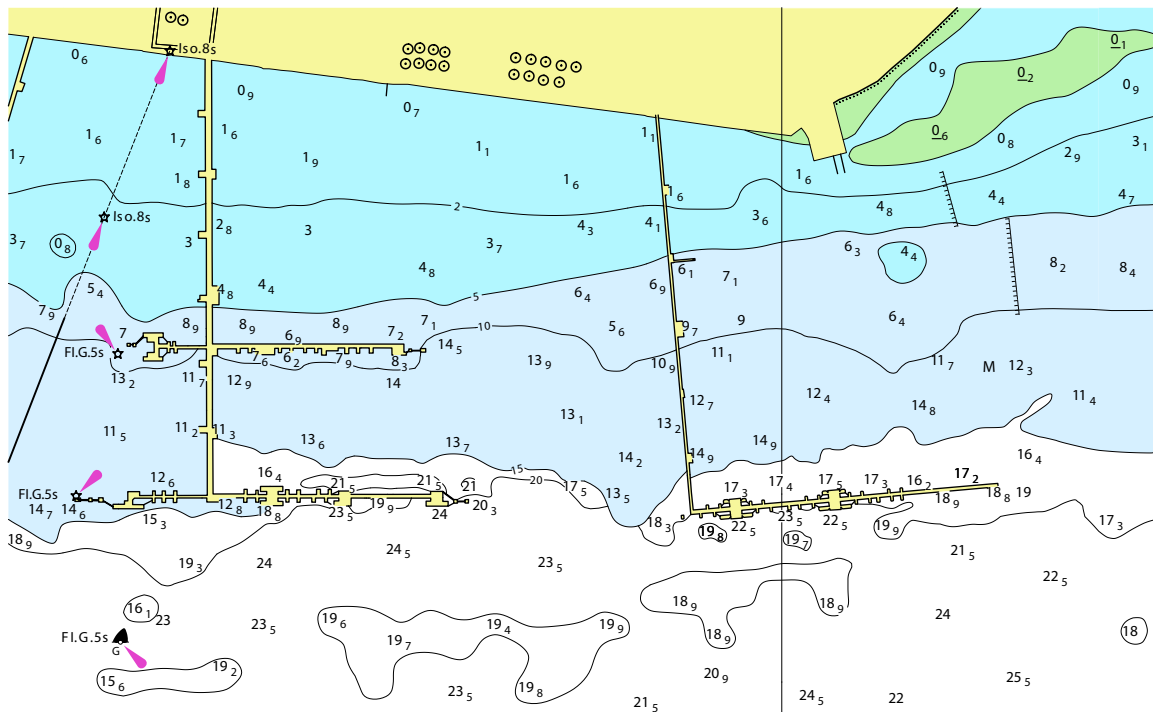 Iso.8s
0₆ 0₉ 0₇ 0₉ 0₂ 0₁ 0₉
1₆ 1₇ 1₆ 1₁ 1₁ 0₆ 0₈ 3₁
1₇ 1₉ 2₉
1₈ 1₆ 1₆ 1₆
2 4₈ 4₄ 4₇
Iso.8s
2₈ 3 4₃ 4₁ 3₆
3₇ 0₈ 3 3₇ 6₃ 4₄
4₈ 6₁ 7₁ 8₂ 8₄
5₄ 4₈ 4₄ 5 6₄ 6₉
7₉ 8₉ 8₉ 8₉ 7₁ 10 5₆ 9₇ 9 6₄
7 6₉ 7₂ 14₅
Fl.G.5s
7₆ 6₂ 7₉ 8₃ 13₉ 10₉ 11₁ 11₇ M 12₃
13₂ 11₇ 12₉ 14 12₇ 12₄ 11₄
13₁ 13₂ 14₈
11₅ 11₂ 11₃ 13₆ 13₇ 14₉
14₂ 14₉ 16₄
12₆ 16₄ 15 20
21₅ 21₅ 21 17₅ 13₅ 17₃ 17₄ 17₅ 17₃ 16₂ 17₂
Fl.G.5s
14₇ 14₆ 12₈ 18₈ 23₅ 19₉ 24 20₃ 18₉ 18₈ 19
15₃ 18₃ 19₈ 22₅ 23₅ 22₅ 19₉ 17₃
18₉ 19₃ 24 24₅ 23₅ 19₇ 21₅
22₅
16₁ 23 23₅ 19₆ 19₄ 19₉ 18₉ 18₉ 24
Fl.G.5s
G
19₇ 18₉ 18
15₆ 19₂ 23₅ 19₈ 20₉ 25₅
21₅ 24₅ 22